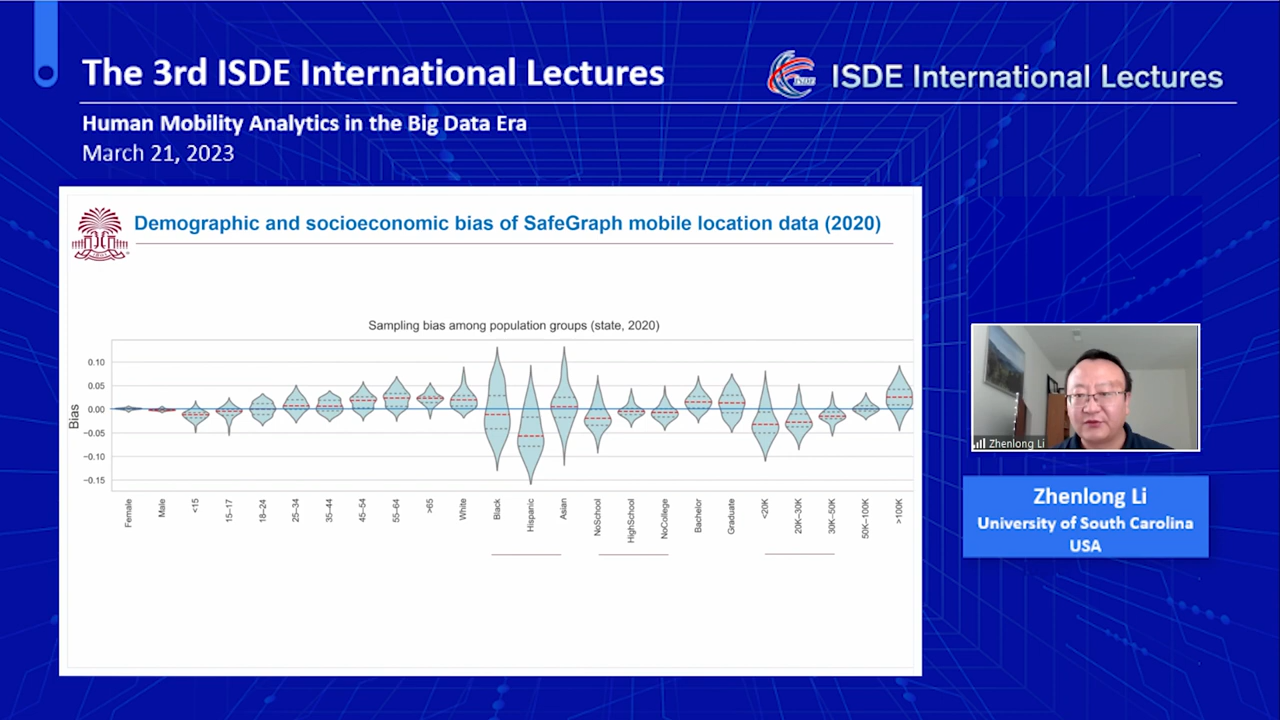 The 3rd ISDE International Lectures
ISDE
ISDE International Lectures
Human Mobility Analytics in the Big Data Era
March 21, 2023
Demographic and socioeconomic bias of SafeGraph mobile location data (2020)
Sampling bias among population groups (state, 2020)
Bias
0.10
0.05
0.00
−0.05
−0.10
−0.15
Female
Male
<15
15–17
18–24
25–34
35–44
45–54
55–64
>65
White
Black
Hispanic
Asian
NoSchool
HighSchool
NoCollege
Bachelor
Graduate
<20K
20K–30K
30K–50K
50K–100K
>100K
Zhenlong Li
Zhenlong Li
University of South Carolina
USA